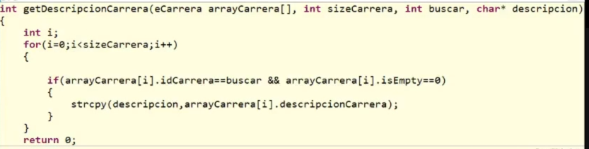 int getDescripcionCarrera(eCarrera arrayCarrera[], int sizeCarrera, int buscar, char* descripcion)
{
int i;
for(i=0;i<sizeCarrera;i++)
{
if(arrayCarrera[i].idCarrera==buscar && arrayCarrera[i].isEmpty==0)
{
strcpy(descripcion,arrayCarrera[i].descripcionCarrera);
}
}
return 0;